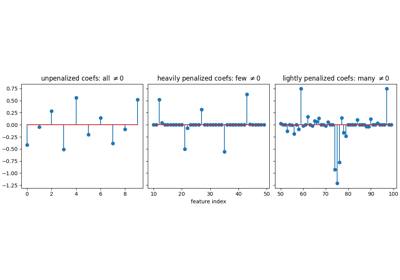 unpenalized coefs: all ≠0
heavily penalized coefs: few ≠0
lightly penalized coefs: many ≠0
0.75
0.50
0.25
0.00
−0.25
−0.50
−0.75
−1.00
−1.25
0 2 4 6 8
10 20 30 40 50
50 60 70 80 90 100
feature index